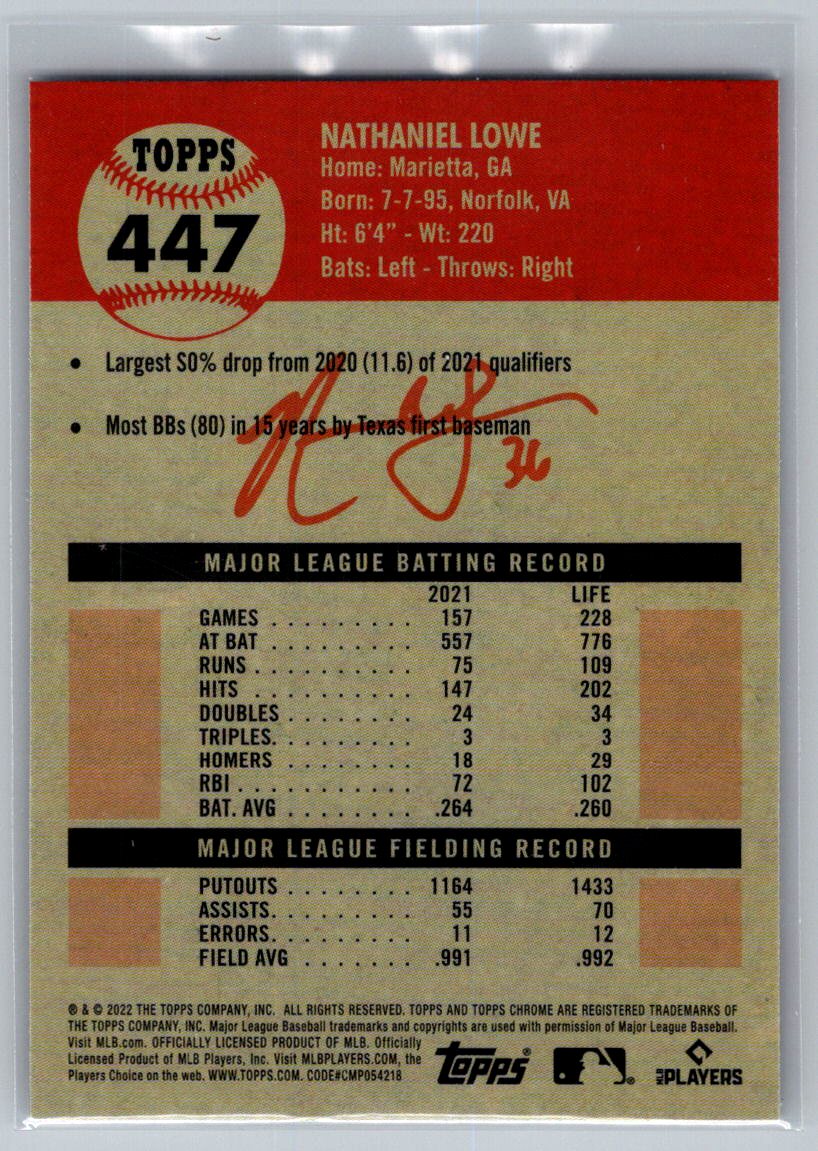 TOPPS
447
NATHANIEL LOWE
Home: Marietta, GA
Born: 7-7-95, Norfolk, VA
Ht: 6'4" - Wt: 220
Bats: Left - Throws: Right
• Largest SO% drop from 2020 (11.6) of 2021 qualifiers
• Most BBs (80) in 15 years by Texas first baseman
36
MAJOR LEAGUE BATTING RECORD
2021 LIFE
GAMES . . . . . . . . . . 157 228
AT BAT . . . . . . . . . . 557 776
RUNS . . . . . . . . . . . 75 109
HITS . . . . . . . . . . . 147 202
DOUBLES . . . . . . . . . 24 34
TRIPLES. . . . . . . . . . 3 3
HOMERS . . . . . . . . . 18 29
RBI . . . . . . . . . . . . 72 102
BAT. AVG . . . . . . . . . .264 .260
MAJOR LEAGUE FIELDING RECORD
PUTOUTS . . . . . . . . . 1164 1433
ASSISTS. . . . . . . . . . 55 70
ERRORS. . . . . . . . . . 11 12
FIELD AVG . . . . . . . .991 .992
® & © 2022 THE TOPPS COMPANY, INC. ALL RIGHTS RESERVED. TOPPS AND TOPPS CHROME ARE REGISTERED TRADEMARKS OF
THE TOPPS COMPANY, INC. Major League Baseball trademarks and copyrights are used with permission of Major League Baseball.
Visit MLB.com. OFFICIALLY LICENSED PRODUCT OF MLB. Officially
Licensed Product of MLB Players, Inc. Visit MLBPLAYERS.COM, the
Players Choice on the web. WWW.TOPPS.COM. CODE#CMP054218
topps®
®
MLB PLAYERS